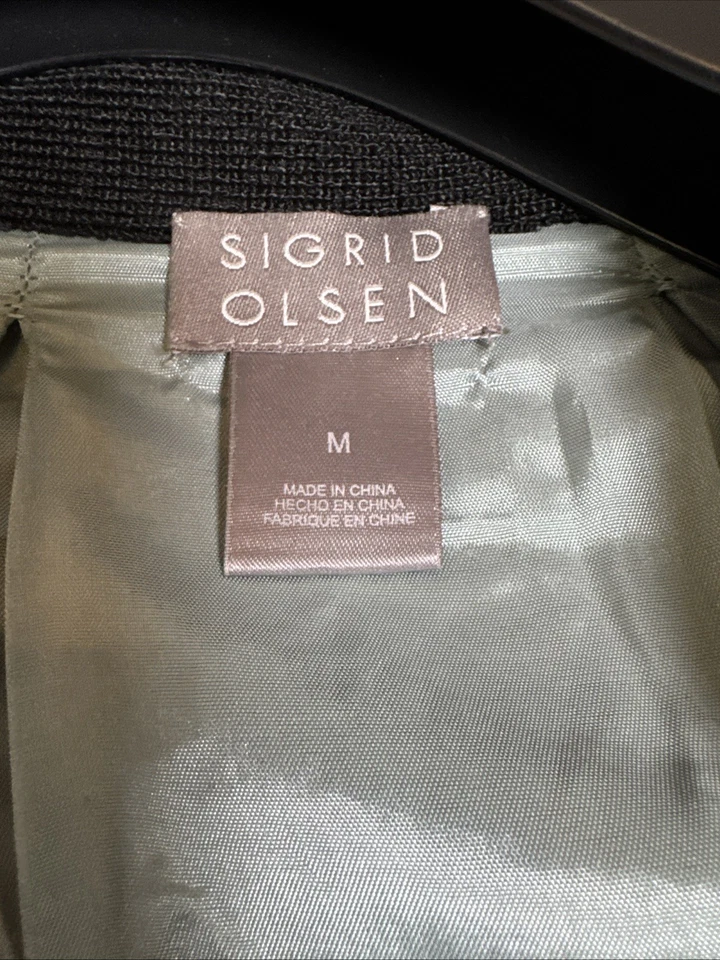 SIGRID
OLSEN
M
MADE IN CHINA
HECHO EN CHINA
FABRIQUE EN CHINE